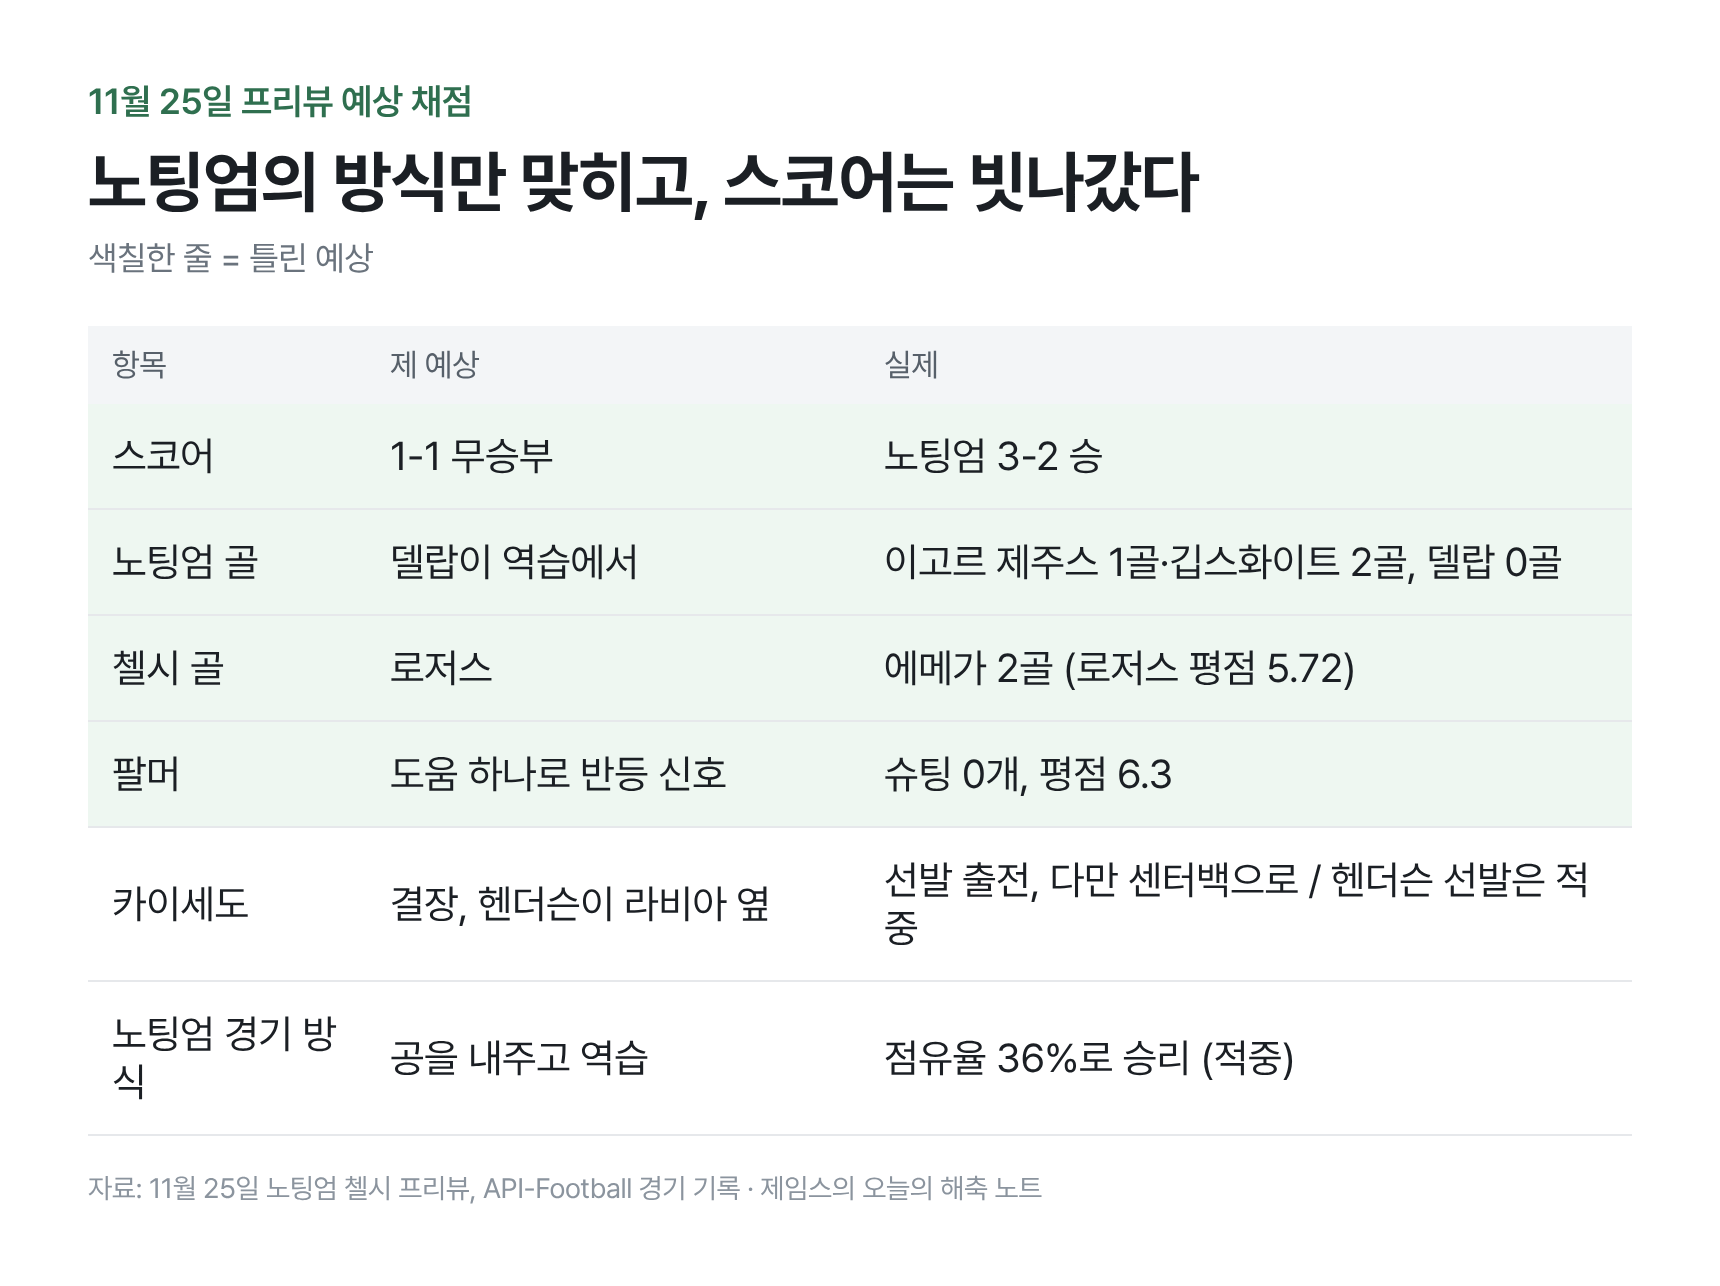 11월 25일 프리뷰 예상 채점
노팅엄의 방식만 맞히고, 스코어는 빗나갔다
색칠한 줄 = 틀린 예상
항목 제 예상 실제
스코어 1-1 무승부 노팅엄 3-2 승
노팅엄 골 델랍이 역습에서 이고르 제주스 1골·깁스화이트 2골, 델랍 0골
첼시 골 로저스 에메가 2골 (로저스 평점 5.72)
팔머 도움 하나로 반등 신호 슈팅 0개, 평점 6.3
카이세도 결장, 헨더슨이 라비아 옆 선발 출전, 다만 센터백으로 / 헨더슨 선발은 적
중
노팅엄 경기 방
식 공을 내주고 역습 점유율 36%로 승리 (적중)
자료: 11월 25일 노팅엄 첼시 프리뷰, API-Football 경기 기록 · 제임스의 오늘의 해축 노트